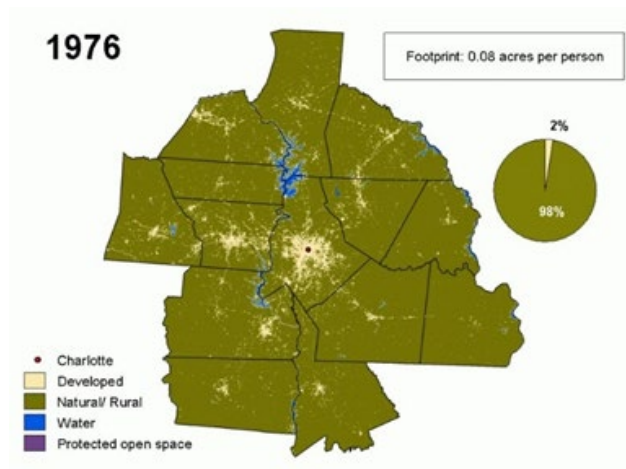 1976
Footprint: 0.08 acres per person
2%
98%
Charlotte
Developed
Natural/ Rural
Water
Protected open space